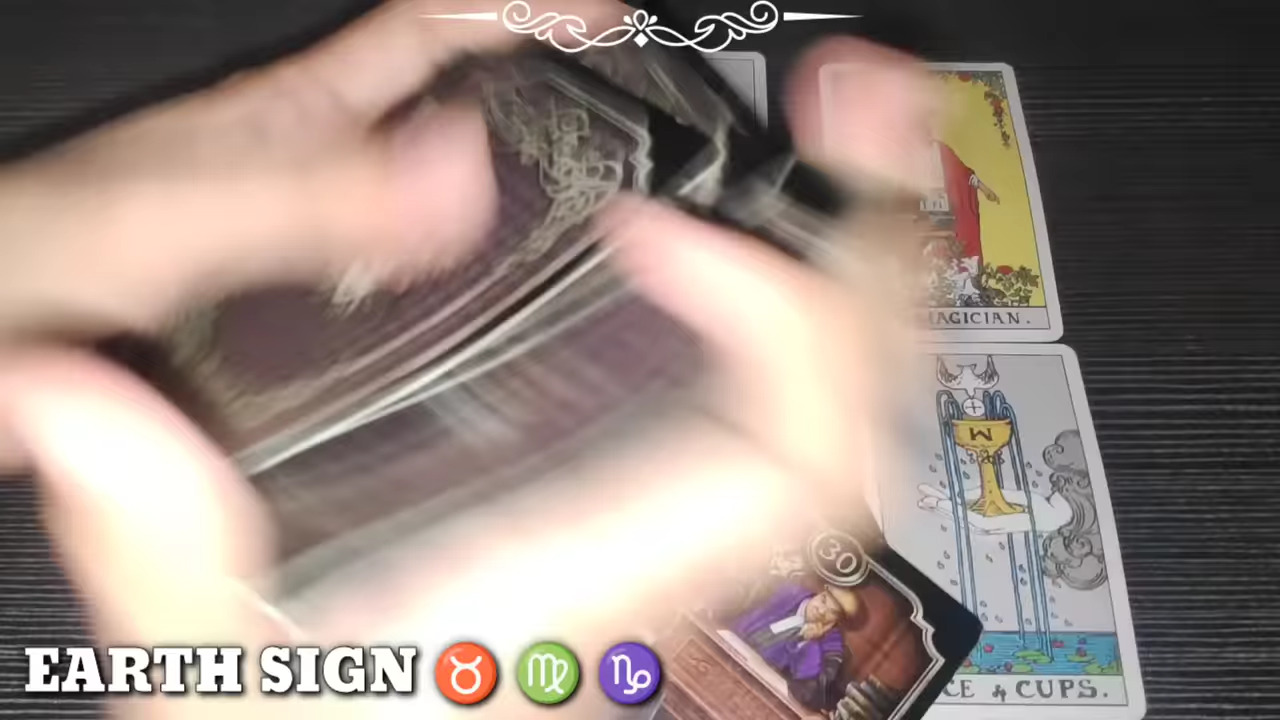 MAGICIAN.
W
30
CE of CUPS.
EARTH SIGN ♉ ♍ ♑